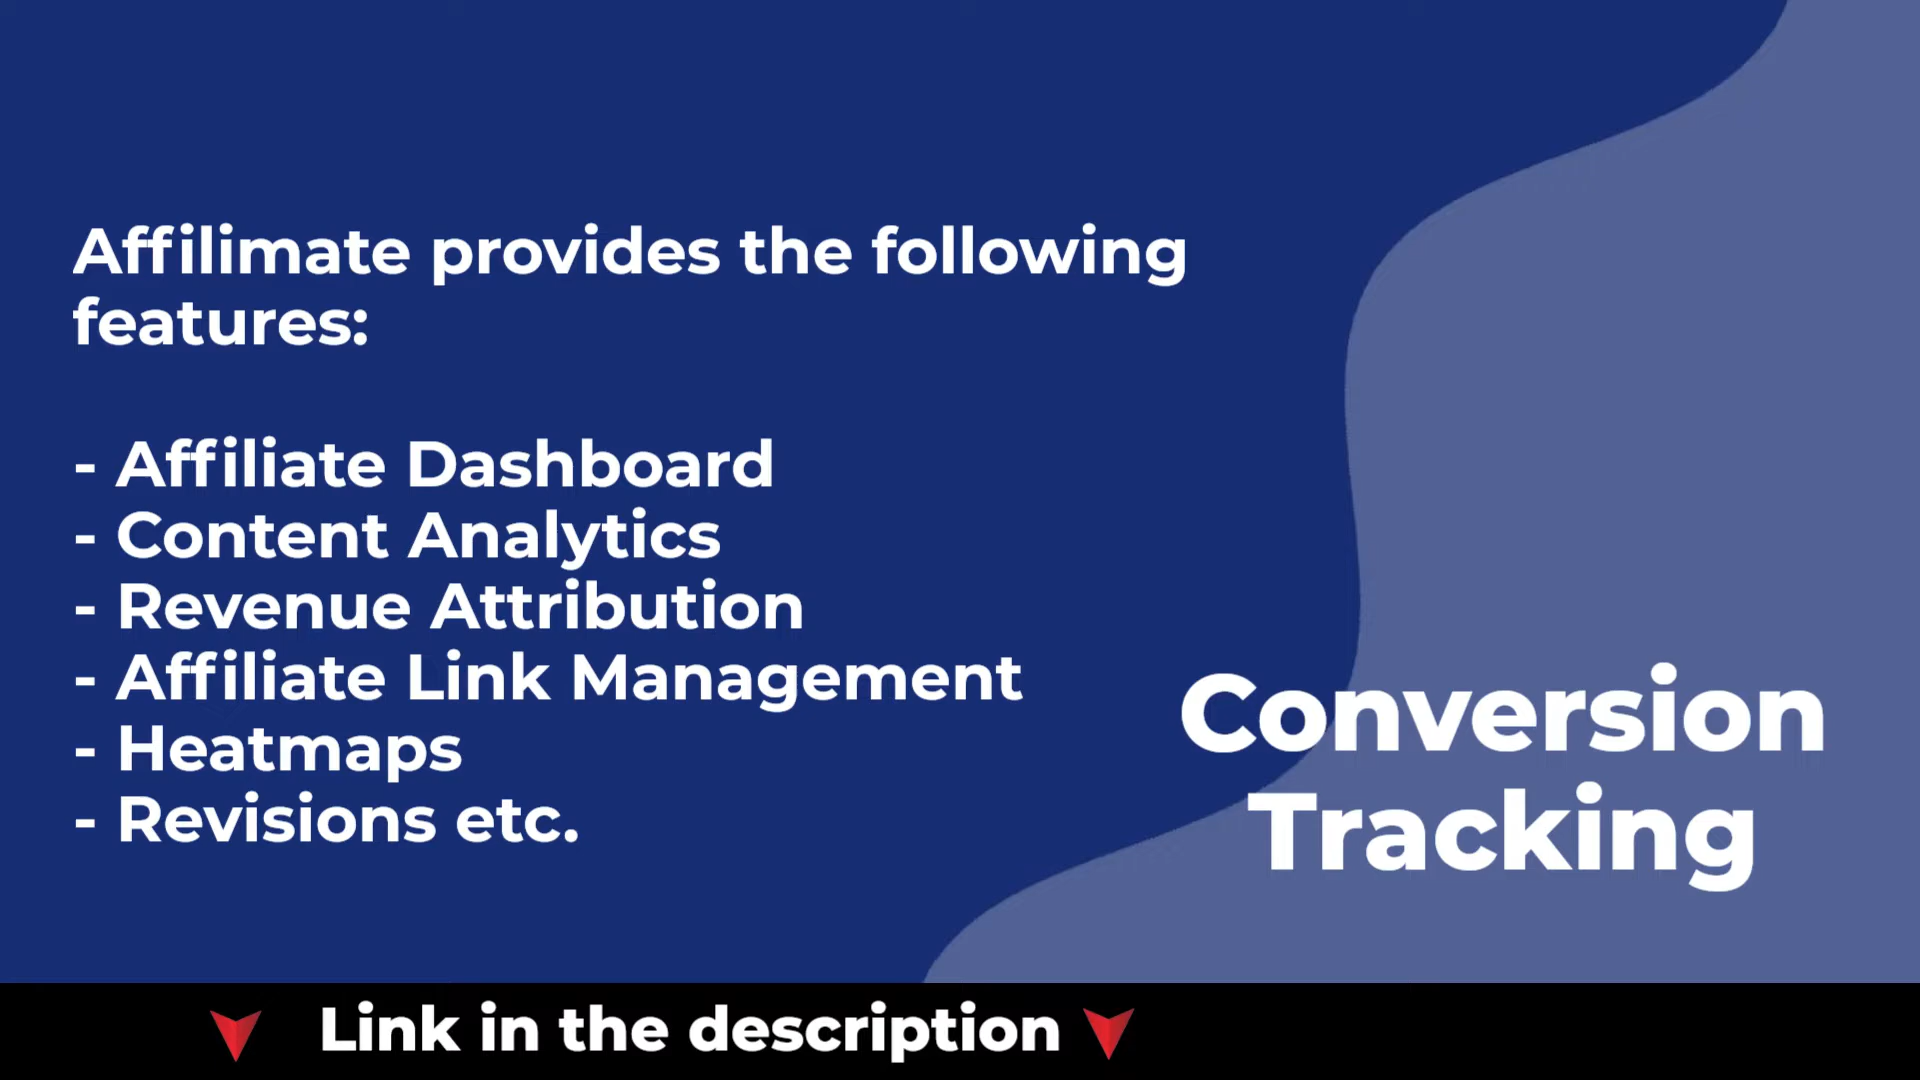 Affilimate provides the following
features:
- Affiliate Dashboard
- Content Analytics
- Revenue Attribution
- Affiliate Link Management
- Heatmaps
- Revisions etc.
Conversion
Tracking
Link in the description